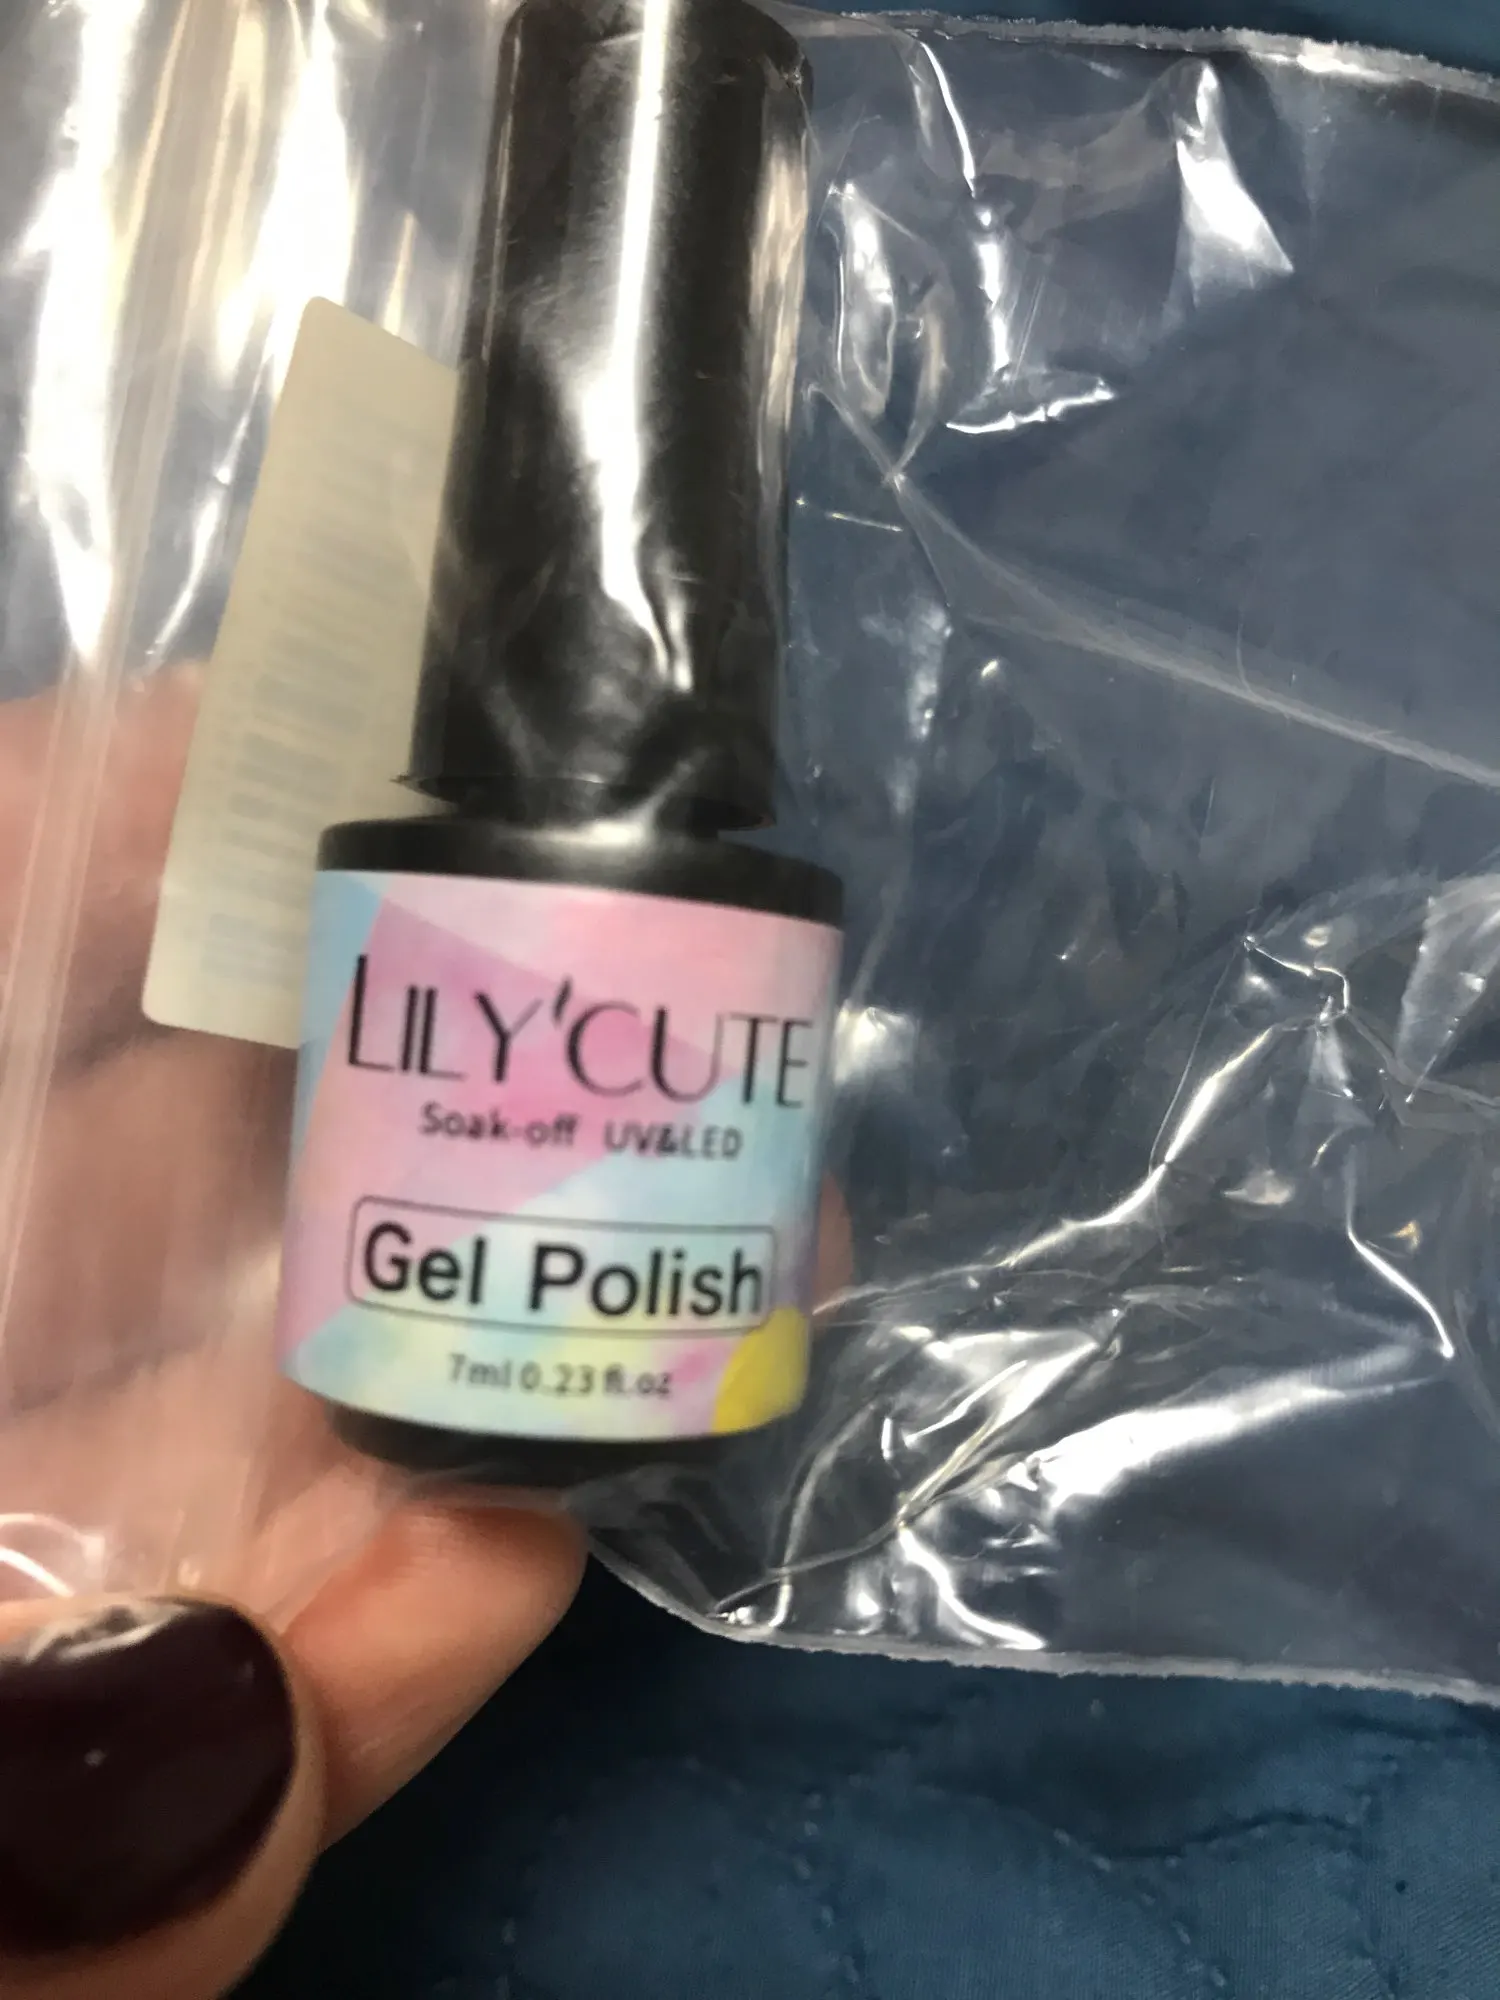 LILY'CUTE
Soak-off UV&LED
Gel Polish
7ml 0.23 fl.oz